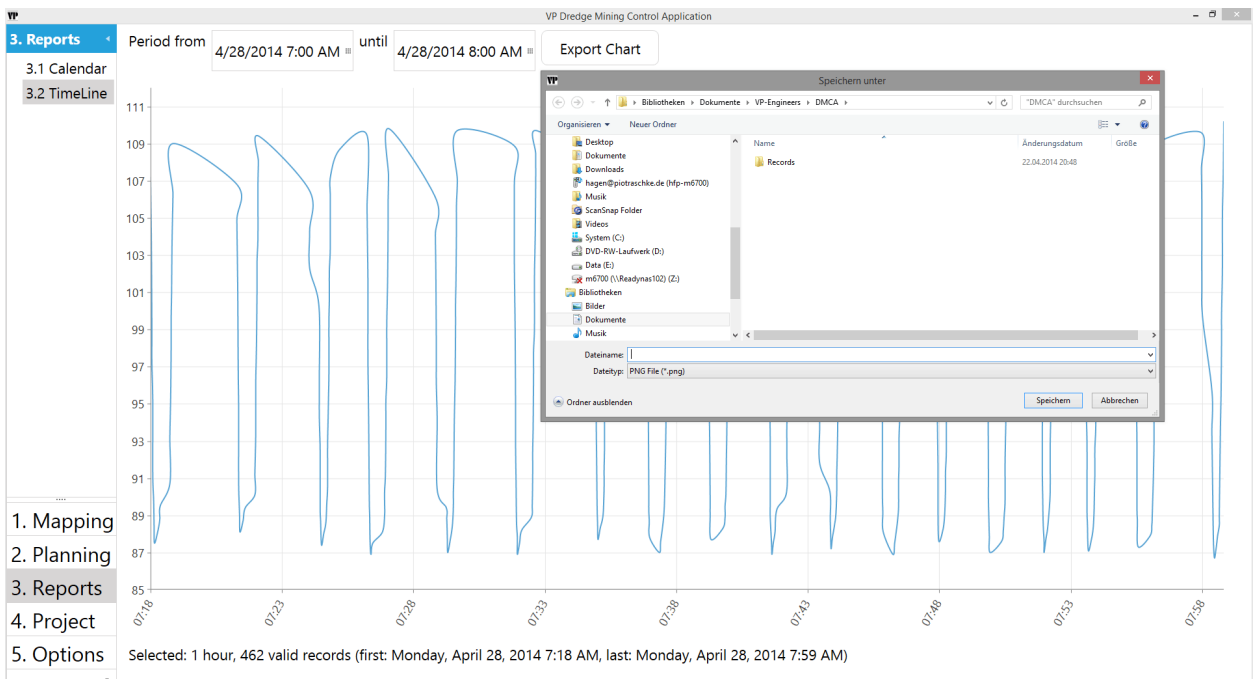 VP
VP Dredge Mining Control Application
3. Reports
3.1 Calendar
3.2 TimeLine
1. Mapping
2. Planning
3. Reports
4. Project
5. Options
Period from 4/28/2014 7:00 AM until 4/28/2014 8:00 AM Export Chart
111
109
107
105
103
101
99
97
95
93
91
89
87
85
07:18 07:23 07:28 07:33 07:38 07:43 07:48 07:53 07:58
Selected: 1 hour, 462 valid records (first: Monday, April 28, 2014 7:18 AM, last: Monday, April 28, 2014 7:59 AM)
VP Speichern unter
Bibliotheken Dokumente VP-Engineers DMCA "DMCA" durchsuchen
Organisieren Neuer Ordner
Desktop
Dokumente
Downloads
hagen@piotraschke.de (hfp-m6700)
Musik
ScanSnap Folder
Videos
System (C:)
DVD-RW-Laufwerk (D:)
Data (E:)
m6700 (\\Readynas102) (Z:)
Bibliotheken
Bilder
Dokumente
Musik
Name Änderungsdatum Größe
Records 22.04.2014 20:48
Dateiname:
Dateityp: PNG File (*.png)
Ordner ausblenden Speichern Abbrechen